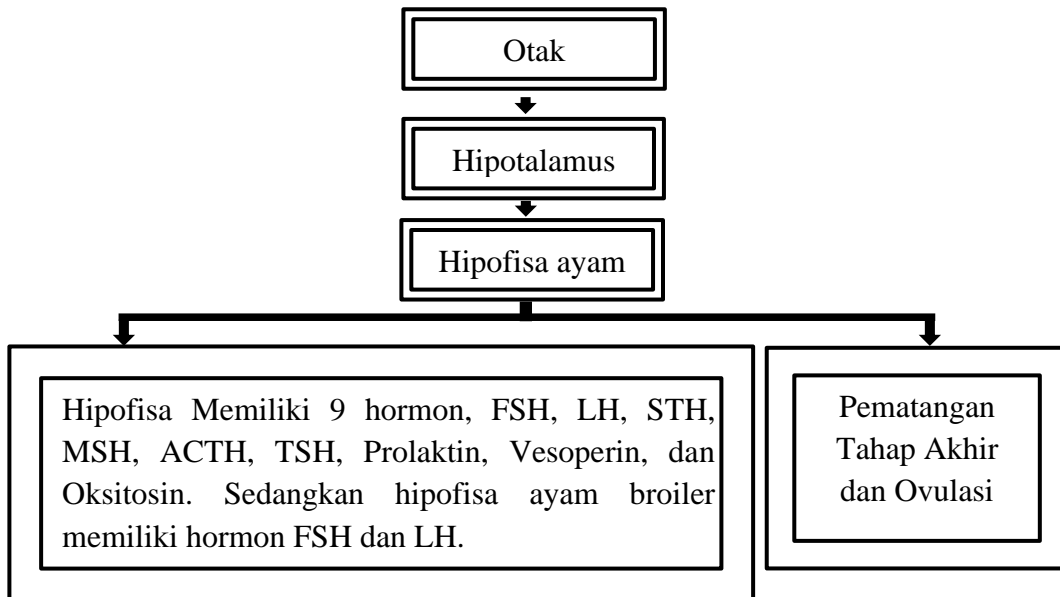 Otak
Hipotalamus
Hipofisa ayam
Hipofisa Memiliki 9 hormon, FSH, LH, STH,
MSH, ACTH, TSH, Prolaktin, Vesoperin, dan
Oksitosin. Sedangkan hipofisa ayam broiler
memiliki hormon FSH dan LH.
Pematangan
Tahap Akhir
dan Ovulasi